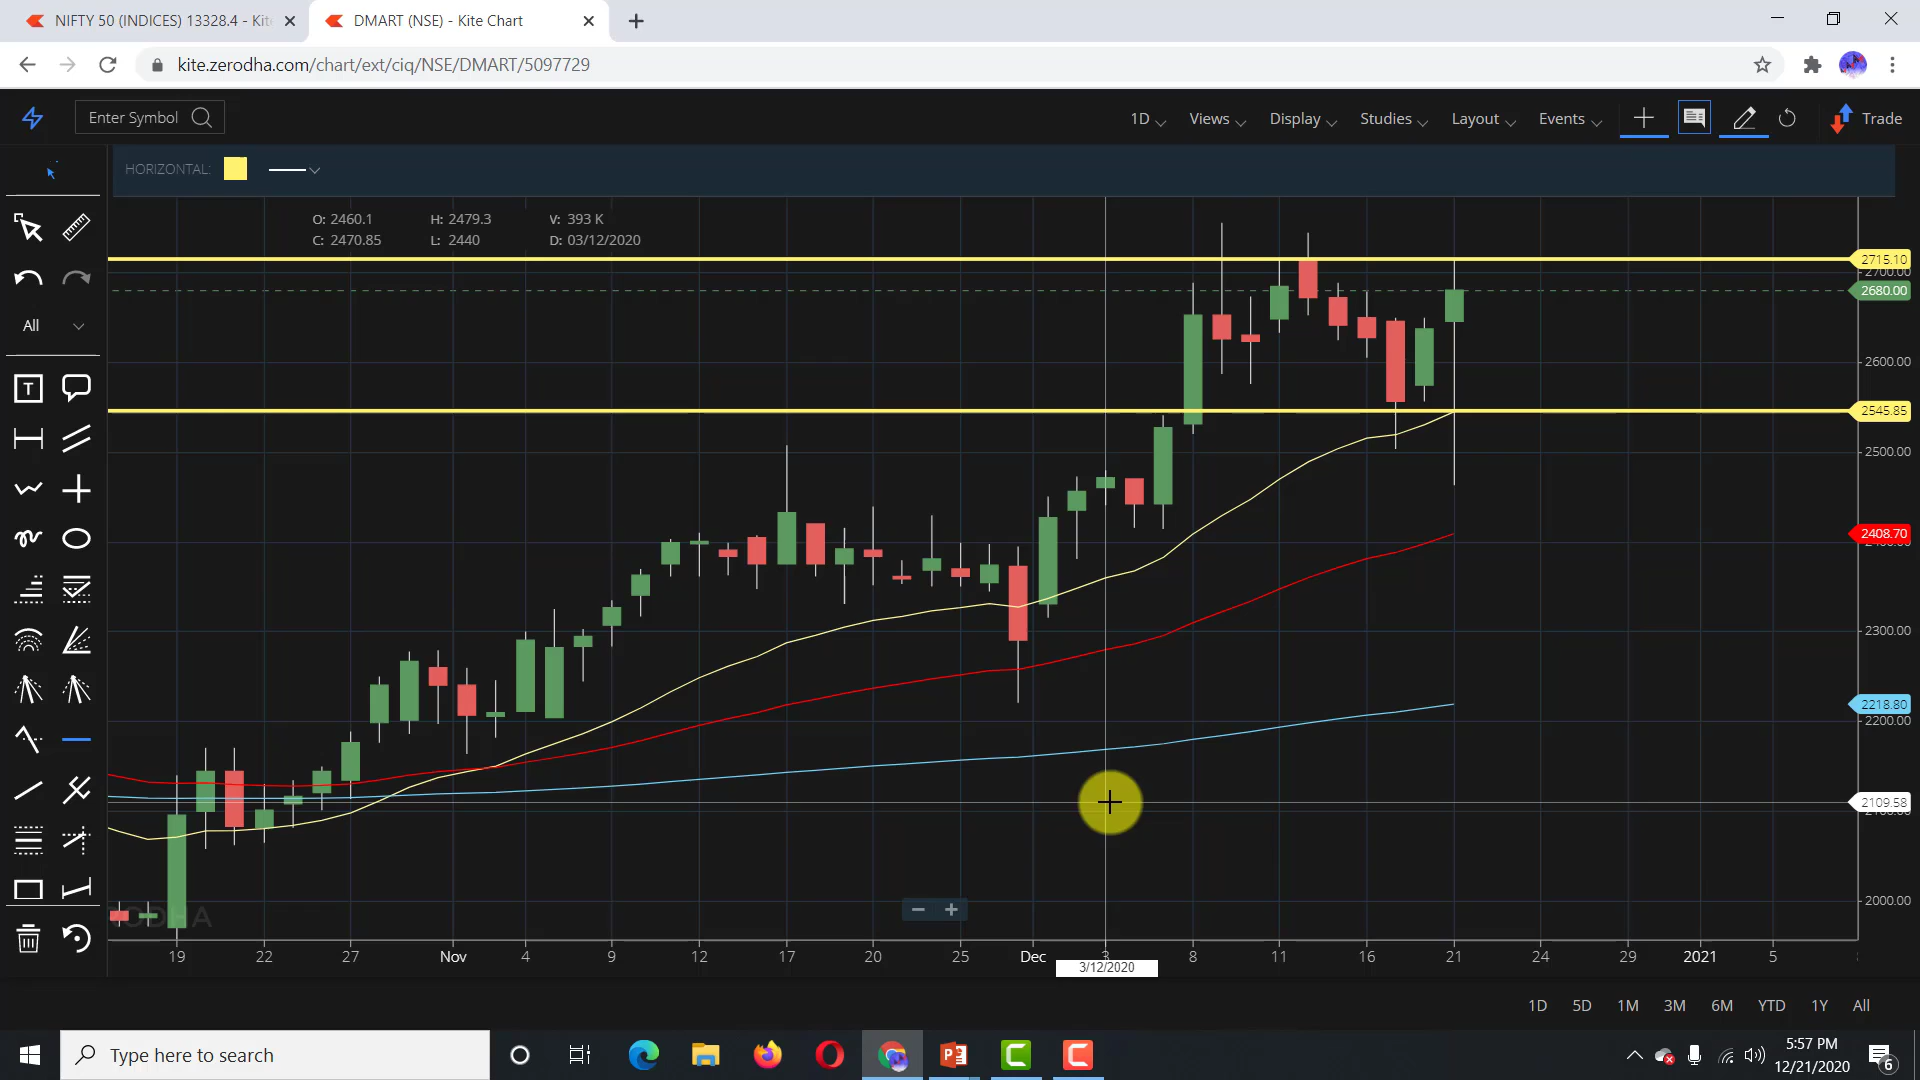 NIFTY 50 (INDICES) 13328.4 - Kit
DMART (NSE) - Kite Chart
kite.zerodha.com/chart/ext/ciq/NSE/DMART/5097729
Enter Symbol
1D Views Display Studies Layout Events Trade
HORIZONTAL:
O: 2460.1 H: 2479.3 V: 393 K
C: 2470.85 L: 2440 D: 03/12/2020
All
T
2715.10
2700.00
2680.00
2600.00
2545.85
2500.00
2408.70
2300.00
2218.80
2200.00
2109.58
2000.00
19 22 27 Nov 4 9 12 17 20 25 Dec 3 8 11 16 21 24 29 2021 5
3/12/2020
1D 5D 1M 3M 6M YTD 1Y All
Type here to search
5:57 PM
12/21/2020
6